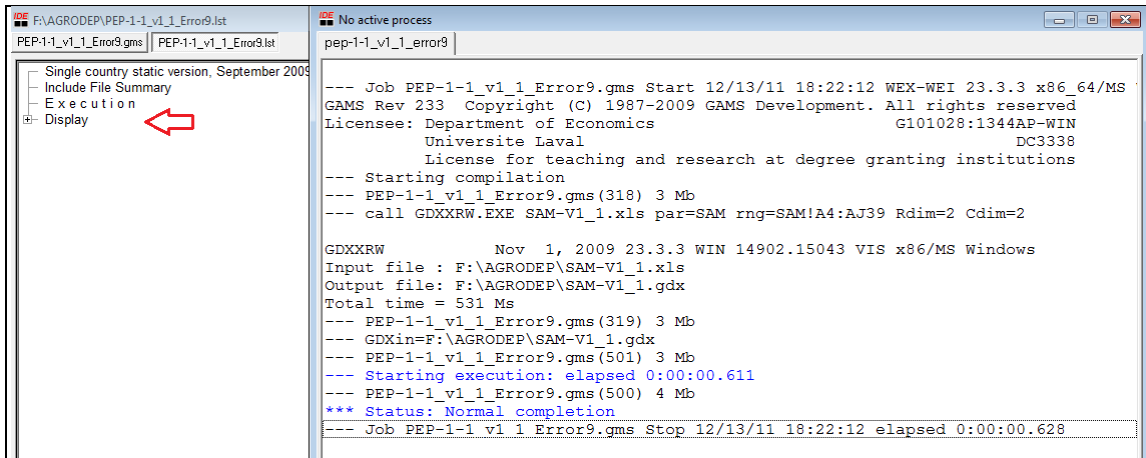 IDE F:\AGRODEP\PEP-1-1_v1_1_Error9.lst
PEP-1-1_v1_1_Error9.gms PEP-1-1_v1_1_Error9.lst
Single country static version, September 2009
Include File Summary
E x e c u t i o n
Display
IDE No active process
pep-1-1_v1_1_error9
--- Job PEP-1-1_v1_1_Error9.gms Start 12/13/11 18:22:12 WEX-WEI 23.3.3 x86_64/MS
GAMS Rev 233 Copyright (C) 1987-2009 GAMS Development. All rights reserved
Licensee: Department of Economics G101028:1344AP-WIN
Universite Laval DC3338
License for teaching and research at degree granting institutions
--- Starting compilation
--- PEP-1-1_v1_1_Error9.gms(318) 3 Mb
--- call GDXXRW.EXE SAM-V1_1.xls par=SAM rng=SAM!A4:AJ39 Rdim=2 Cdim=2
GDXXRW Nov 1, 2009 23.3.3 WIN 14902.15043 VIS x86/MS Windows
Input file : F:\AGRODEP\SAM-V1_1.xls
Output file: F:\AGRODEP\SAM-V1_1.gdx
Total time = 531 Ms
--- PEP-1-1_v1_1_Error9.gms(319) 3 Mb
--- GDXin=F:\AGRODEP\SAM-V1_1.gdx
--- PEP-1-1_v1_1_Error9.gms(501) 3 Mb
--- Starting execution: elapsed 0:00:00.611
--- PEP-1-1_v1_1_Error9.gms(500) 4 Mb
*** Status: Normal completion
--- Job PEP-1-1_v1_1_Error9.gms Stop 12/13/11 18:22:12 elapsed 0:00:00.628